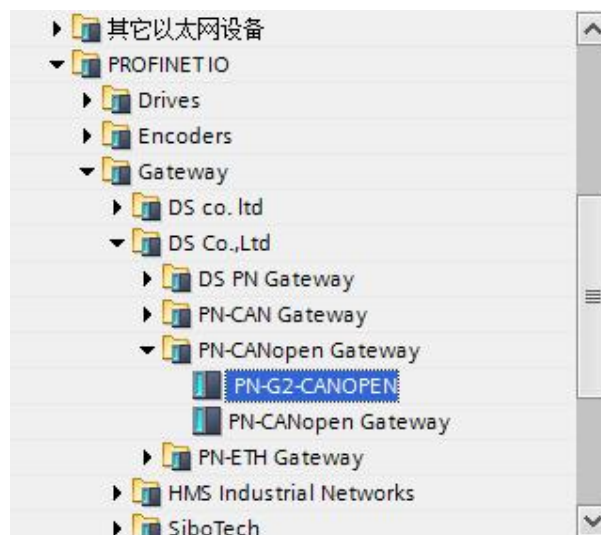 其它以太网设备
PROFINET IO
Drives
Encoders
Gateway
DS co. ltd
DS Co.,Ltd
DS PN Gateway
PN-CAN Gateway
PN-CANopen Gateway
PN-G2-CANOPEN
PN-CANopen Gateway
PN-ETH Gateway
HMS Industrial Networks
SiboTech